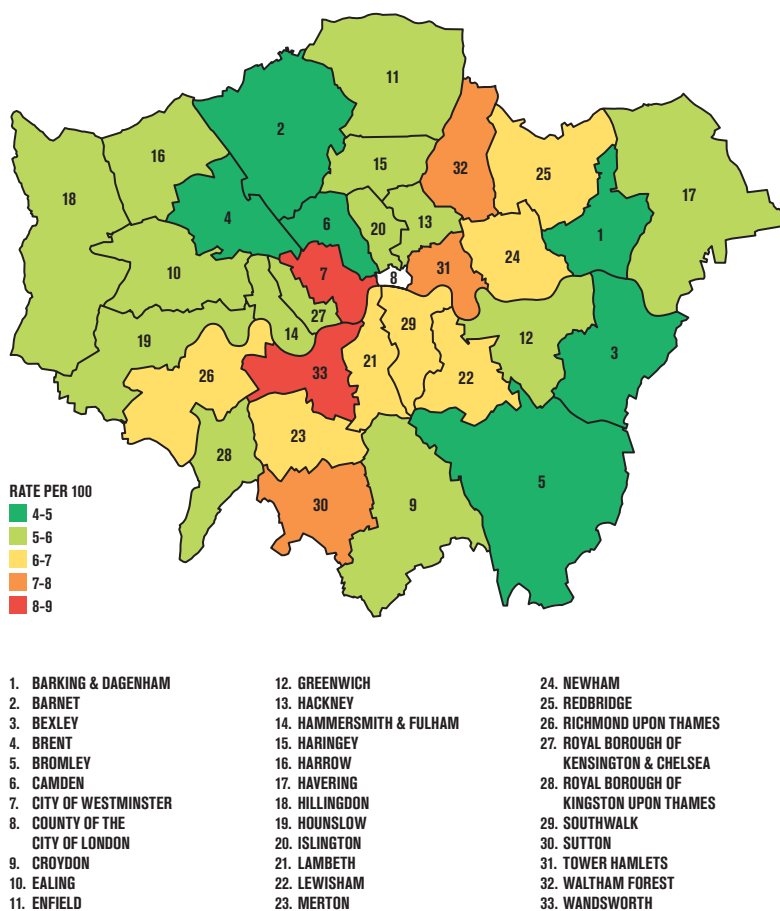 11
2
32
16
15
25
17
18
4
6
20
13
1
10
7
8
31
24
27
29
12
19
14
3
26
33
21
22
23
28
9
5
30
RATE PER 100
4-5
5-6
6-7
7-8
8-9
1. BARKING & DAGENHAM
2. BARNET
3. BEXLEY
4. BRENT
5. BROMLEY
6. CAMDEN
7. CITY OF WESTMINSTER
8. COUNTY OF THE
CITY OF LONDON
9. CROYDON
10. EALING
11. ENFIELD
12. GREENWICH
13. HACKNEY
14. HAMMERSMITH & FULHAM
15. HARINGEY
16. HARROW
17. HAVERING
18. HILLINGDON
19. HOUNSLOW
20. ISLINGTON
21. LAMBETH
22. LEWISHAM
23. MERTON
24. NEWHAM
25. REDBRIDGE
26. RICHMOND UPON THAMES
27. ROYAL BOROUGH OF
KENSINGTON & CHELSEA
28. ROYAL BOROUGH OF
KINGSTON UPON THAMES
29. SOUTHWALK
30. SUTTON
31. TOWER HAMLETS
32. WALTHAM FOREST
33. WANDSWORTH